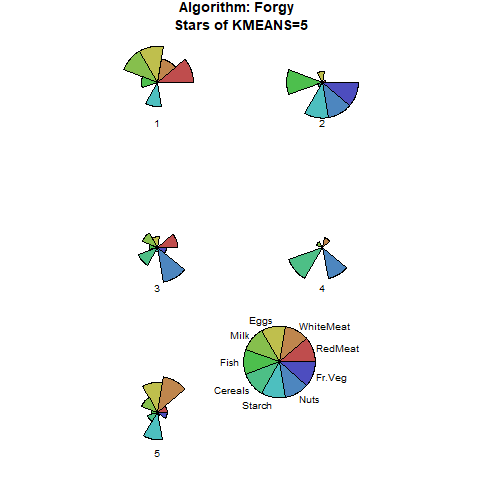 Algorithm: Forgy
Stars of KMEANS=5
1
2
3
4
Eggs
WhiteMeat
Milk
RedMeat
Fish
Fr.Veg
Cereals
Nuts
Starch
5